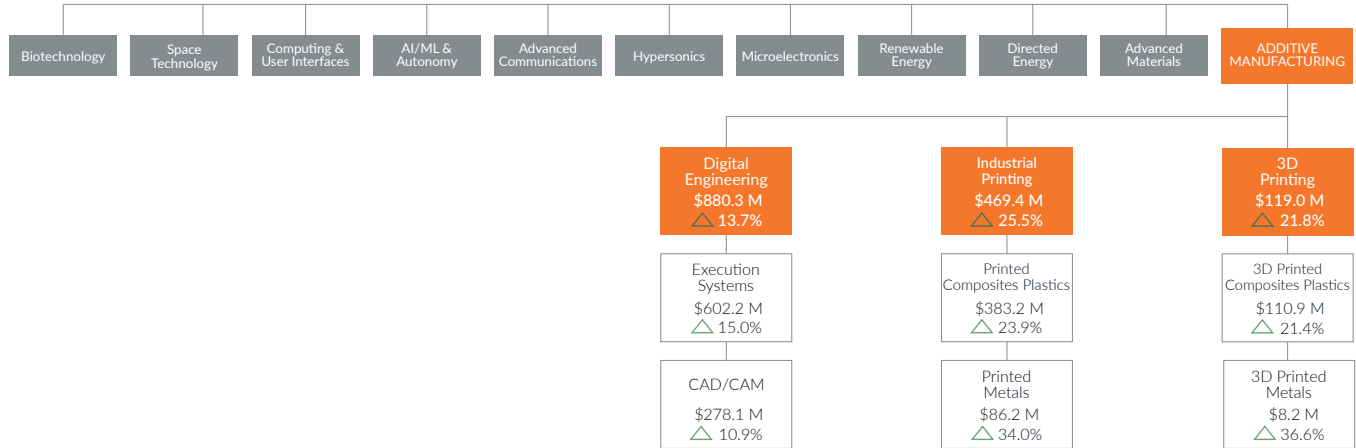 Biotechnology
Space
Technology
Computing &
User Interfaces
AI/ML &
Autonomy
Advanced
Communications
Hypersonics
Microelectronics
Renewable
Energy
Directed
Energy
Advanced
Materials
ADDITIVE
MANUFACTURING
Digital
Engineering
$880.3 M
13.7%
Industrial
Printing
$469.4 M
25.5%
3D
Printing
$119.0 M
21.8%
Execution
Systems
$602.2 M
15.0%
Printed
Composites Plastics
$383.2 M
23.9%
3D Printed
Composites Plastics
$110.9 M
21.4%
CAD/CAM
$278.1 M
10.9%
Printed
Metals
$86.2 M
34.0%
3D Printed
Metals
$8.2 M
36.6%